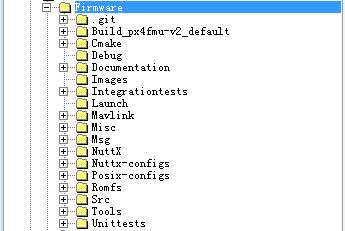 Firmware
.git
Build_px4fmu-v2_default
Cmake
Debug
Documentation
Images
Integrationtests
Launch
Mavlink
Misc
Msg
NuttX
Nuttx-configs
Posix-configs
Romfs
Src
Tools
Unittests